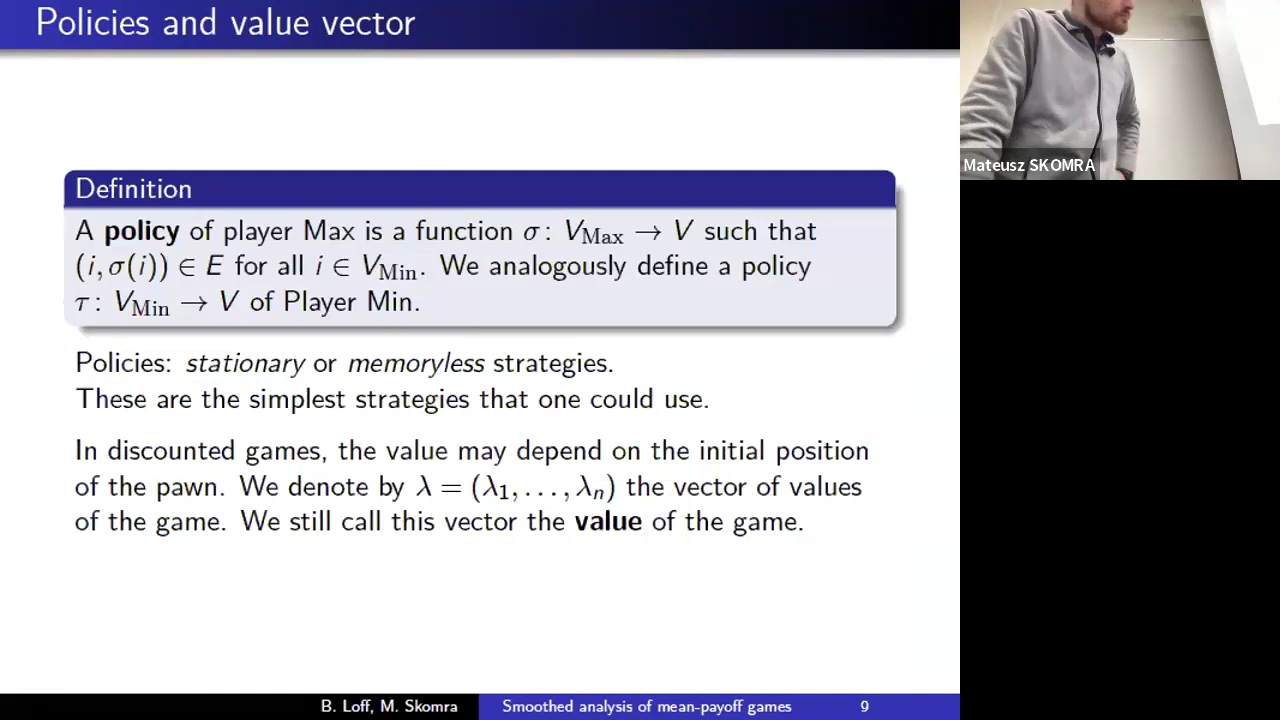 Policies and value vector
Mateusz SKOMRA
Definition
A policy of player Max is a function σ: V_Max → V such that
(i, σ(i)) ∈ E for all i ∈ V_Min. We analogously define a policy
τ: V_Min → V of Player Min.
Policies: stationary or memoryless strategies.
These are the simplest strategies that one could use.
In discounted games, the value may depend on the initial position
of the pawn. We denote by λ = (λ₁, . . . , λₙ) the vector of values
of the game. We still call this vector the value of the game.
B. Loff, M. Skomra Smoothed analysis of mean-payoff games 9